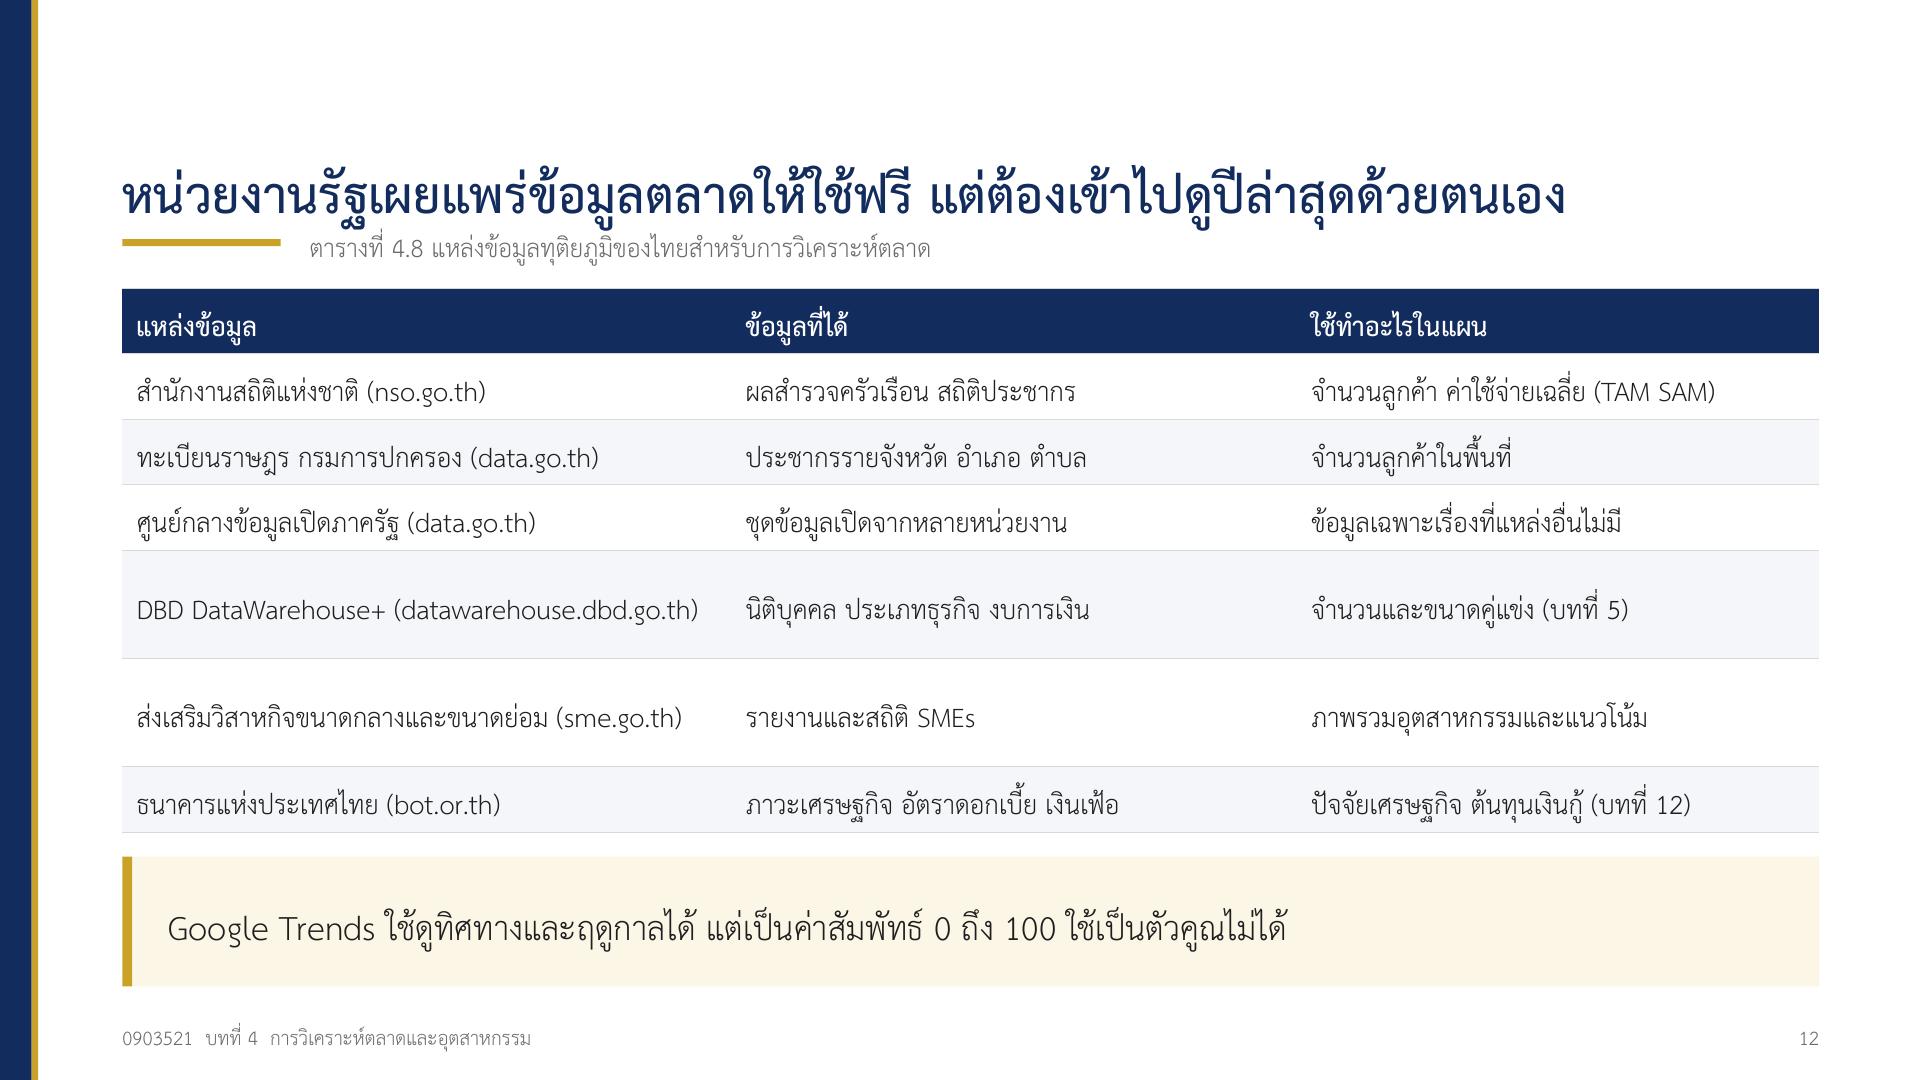 หน่วยงานรัฐเผยแพร่ข้อมูลตลาดให้ใช้ฟรี แต่ต้องเข้าไปดูปีล่าสุดด้วยตนเอง
ตารางที่ 4.8 แหล่งข้อมูลทุติยภูมิของไทยสำหรับการวิเคราะห์ตลาด
แหล่งข้อมูล ข้อมูลที่ได้ ใช้ทำอะไรในแผน
สำนักงานสถิติแห่งชาติ (nso.go.th) ผลสำรวจครัวเรือน สถิติประชากร จำนวนลูกค้า ค่าใช้จ่ายเฉลี่ย (TAM SAM)
ทะเบียนราษฎร กรมการปกครอง (data.go.th) ประชากรรายจังหวัด อำเภอ ตำบล จำนวนลูกค้าในพื้นที่
ศูนย์กลางข้อมูลเปิดภาครัฐ (data.go.th) ชุดข้อมูลเปิดจากหลายหน่วยงาน ข้อมูลเฉพาะเรื่องที่แหล่งอื่นไม่มี
DBD DataWarehouse+ (datawarehouse.dbd.go.th) นิติบุคคล ประเภทธุรกิจ งบการเงิน จำนวนและขนาดคู่แข่ง (บทที่ 5)
ส่งเสริมวิสาหกิจขนาดกลางและขนาดย่อม (sme.go.th) รายงานและสถิติ SMEs ภาพรวมอุตสาหกรรมและแนวโน้ม
ธนาคารแห่งประเทศไทย (bot.or.th) ภาวะเศรษฐกิจ อัตราดอกเบี้ย เงินเฟ้อ ปัจจัยเศรษฐกิจ ต้นทุนเงินกู้ (บทที่ 12)
Google Trends ใช้ดูทิศทางและฤดูกาลได้ แต่เป็นค่าสัมพัทธ์ 0 ถึง 100 ใช้เป็นตัวคูณไม่ได้
0903521 บทที่ 4 การวิเคราะห์ตลาดและอุตสาหกรรม 12